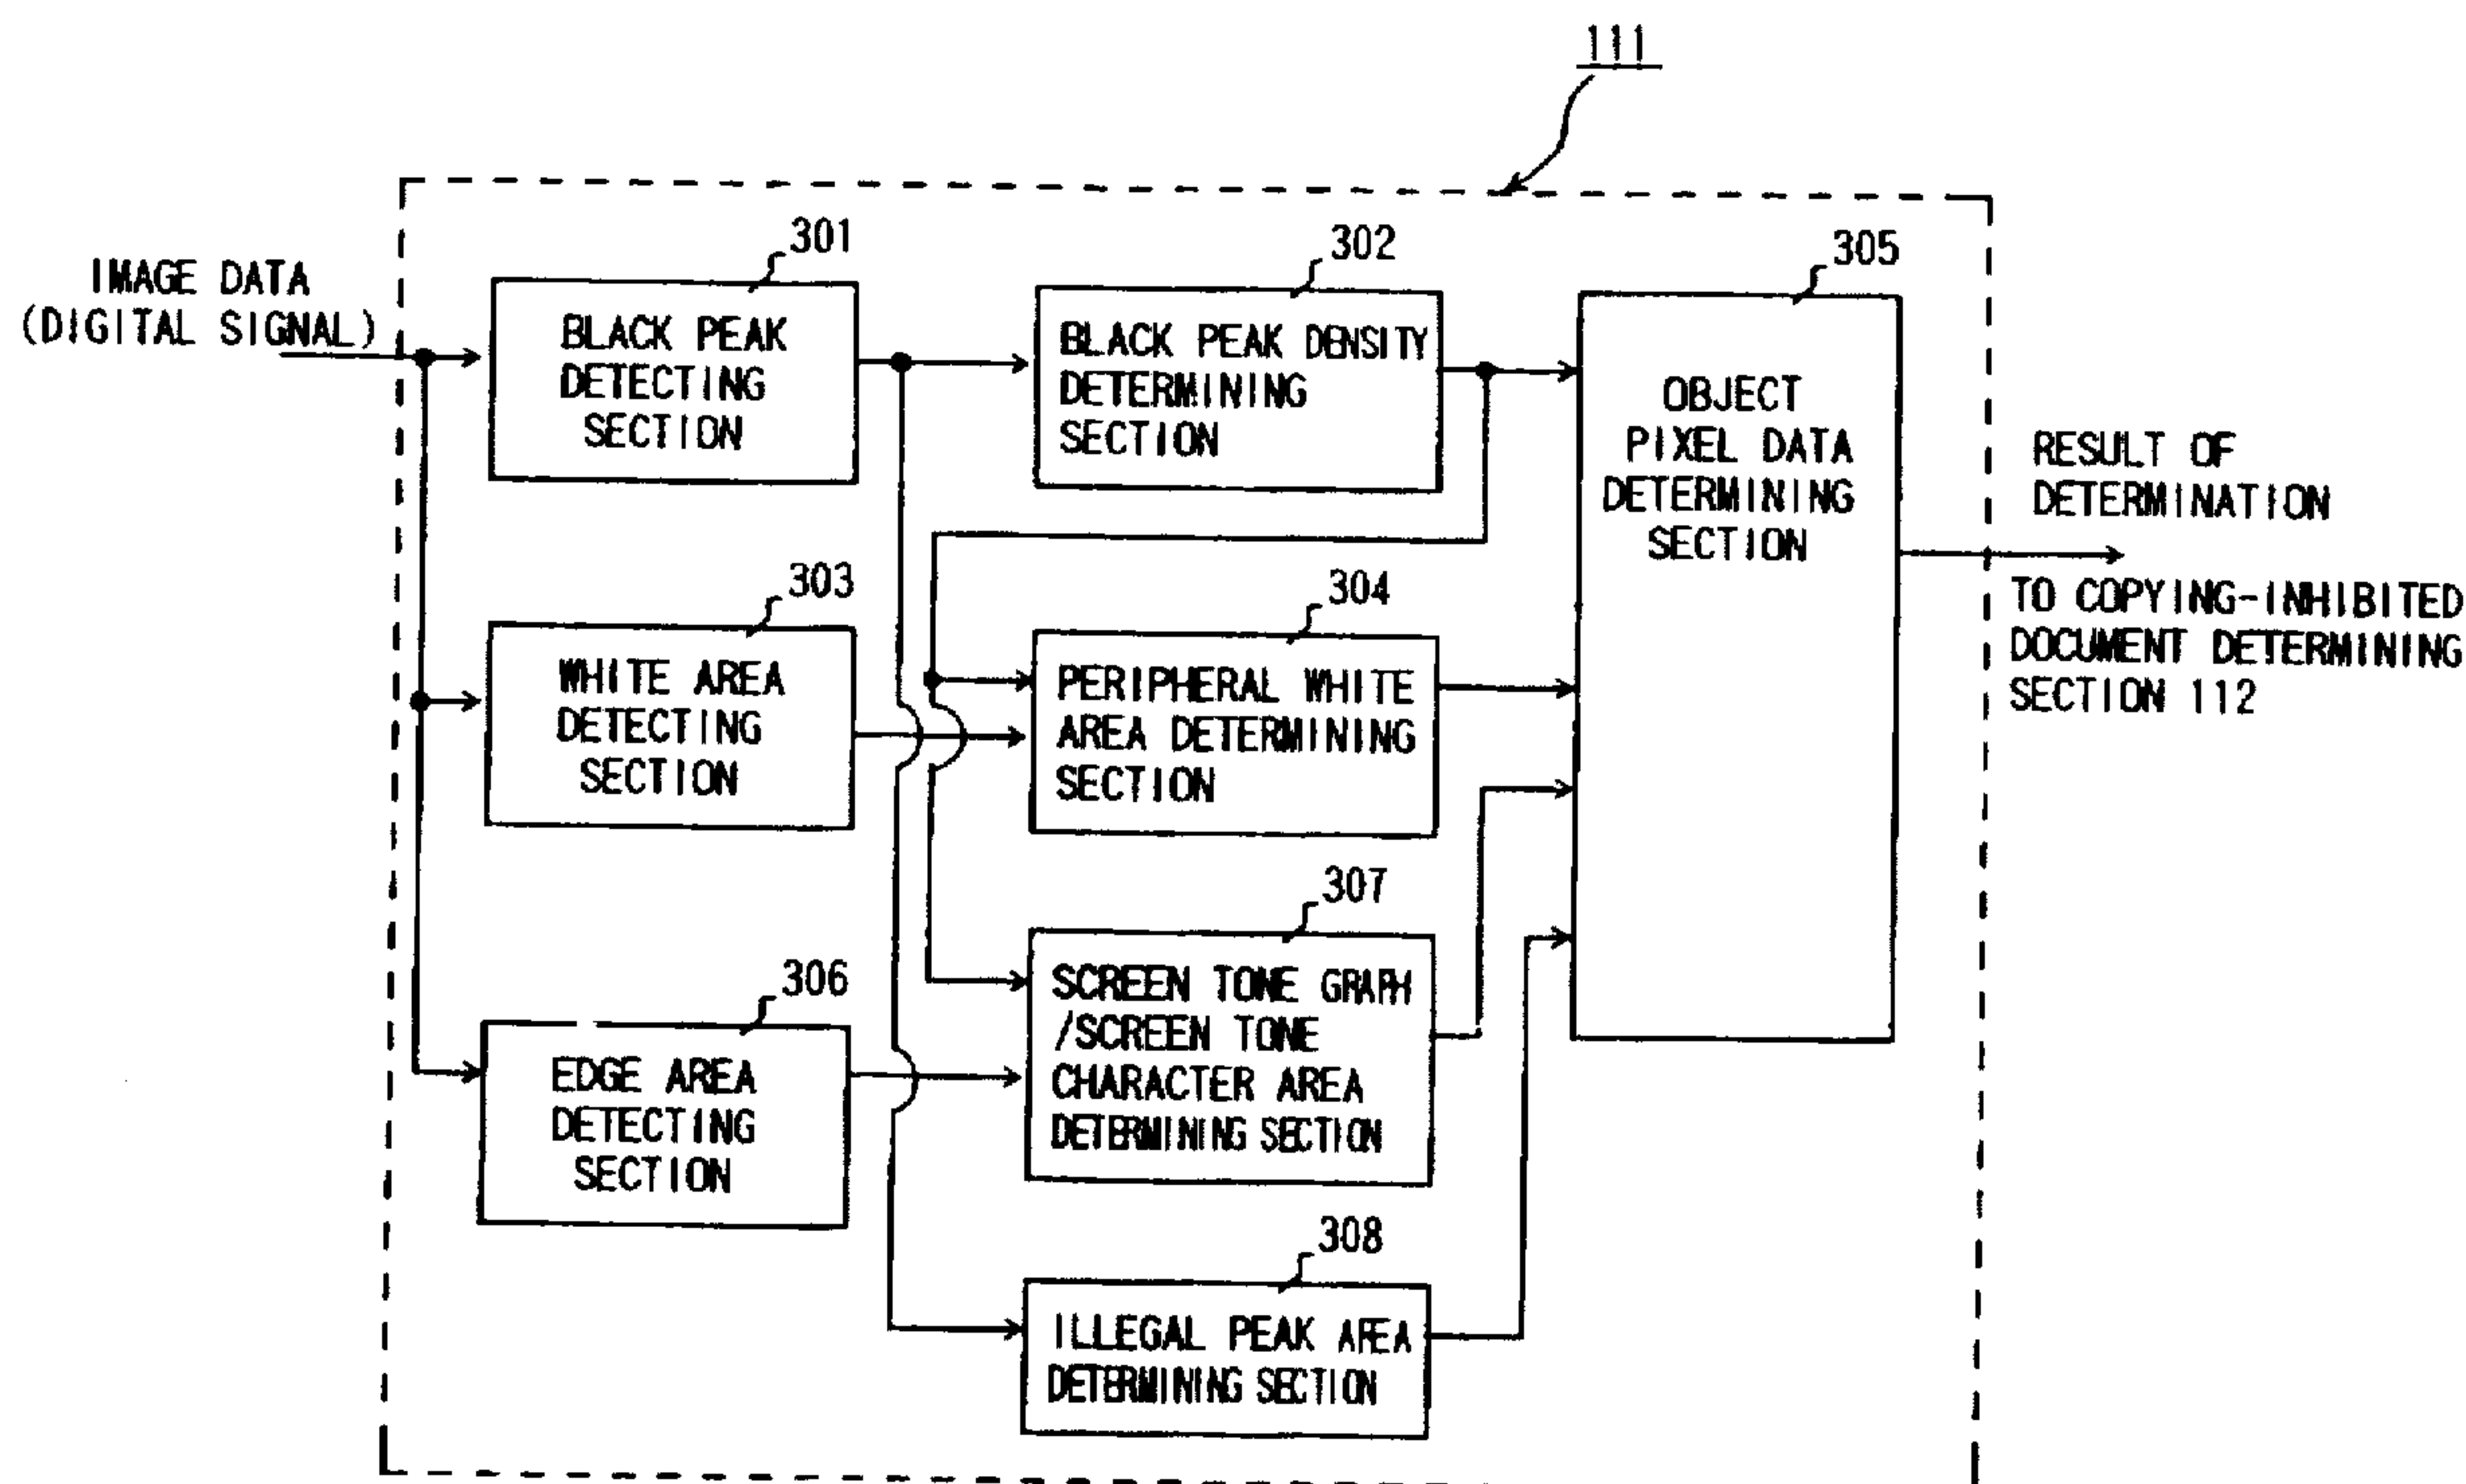 111
IMAGE DATA
(DIGITAL SIGNAL)
301
BLACK PEAK
DETECTING
SECTION
302
BLACK PEAK DENSITY
DETERMINING
SECTION
305
OBJECT
PIXEL DATA
DETERMINING
SECTION
RESULT OF
DETERMINATION
TO COPYING-INHIBITED
DOCUMENT DETERMINING
SECTION 112
303
WHITE AREA
DETECTING
SECTION
304
PERIPHERAL WHITE
AREA DETERMINING
SECTION
306
EDGE AREA
DETECTING
SECTION
307
SCREEN TONE GRAPH
/SCREEN TONE
CHARACTER AREA
DETERMINING SECTION
308
ILLEGAL PEAK AREA
DETERMINING SECTION